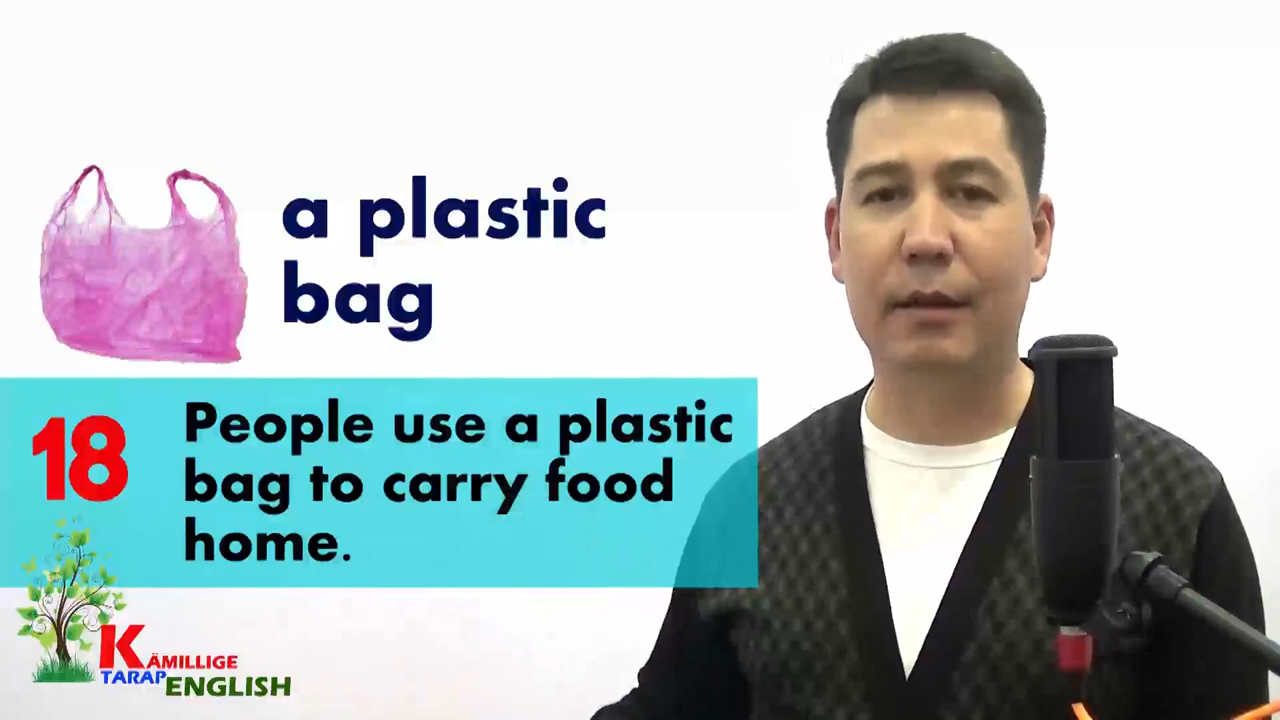 a plastic
bag
18
People use a plastic
bag to carry food
home.
KÄMILLIGE
TARAP ENGLISH